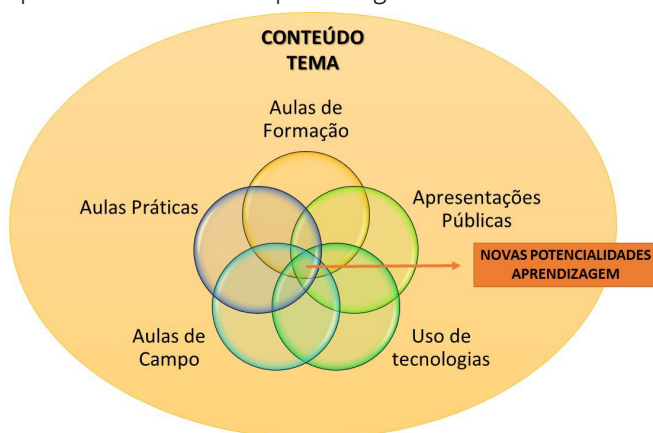 CONTEÚDO
TEMA
Aulas de
Formação
Aulas Práticas
Apresentações
Públicas
NOVAS POTENCIALIDADES
APRENDIZAGEM
Aulas de
Campo
Uso de
tecnologias